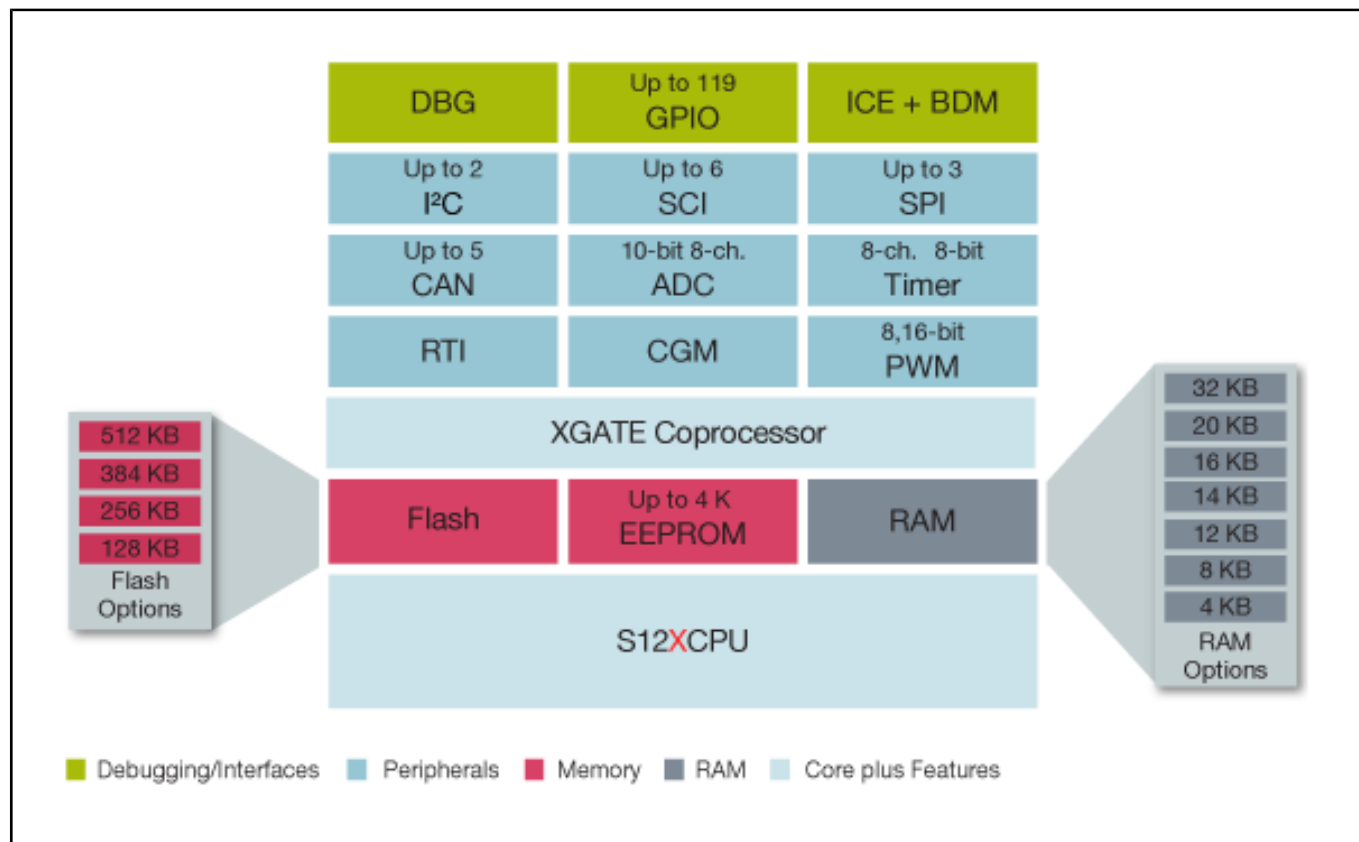 DBG
Up to 119
GPIO
ICE + BDM
Up to 2
I²C
Up to 6
SCI
Up to 3
SPI
Up to 5
CAN
10-bit 8-ch.
ADC
8-ch. 8-bit
Timer
RTI
CGM
8,16-bit
PWM
XGATE Coprocessor
512 KB
384 KB
256 KB
128 KB
Flash
Options
Flash
Up to 4 K
EEPROM
RAM
32 KB
20 KB
16 KB
14 KB
12 KB
8 KB
4 KB
RAM
Options
S12XCPU
Debugging/Interfaces
Peripherals
Memory
RAM
Core plus Features